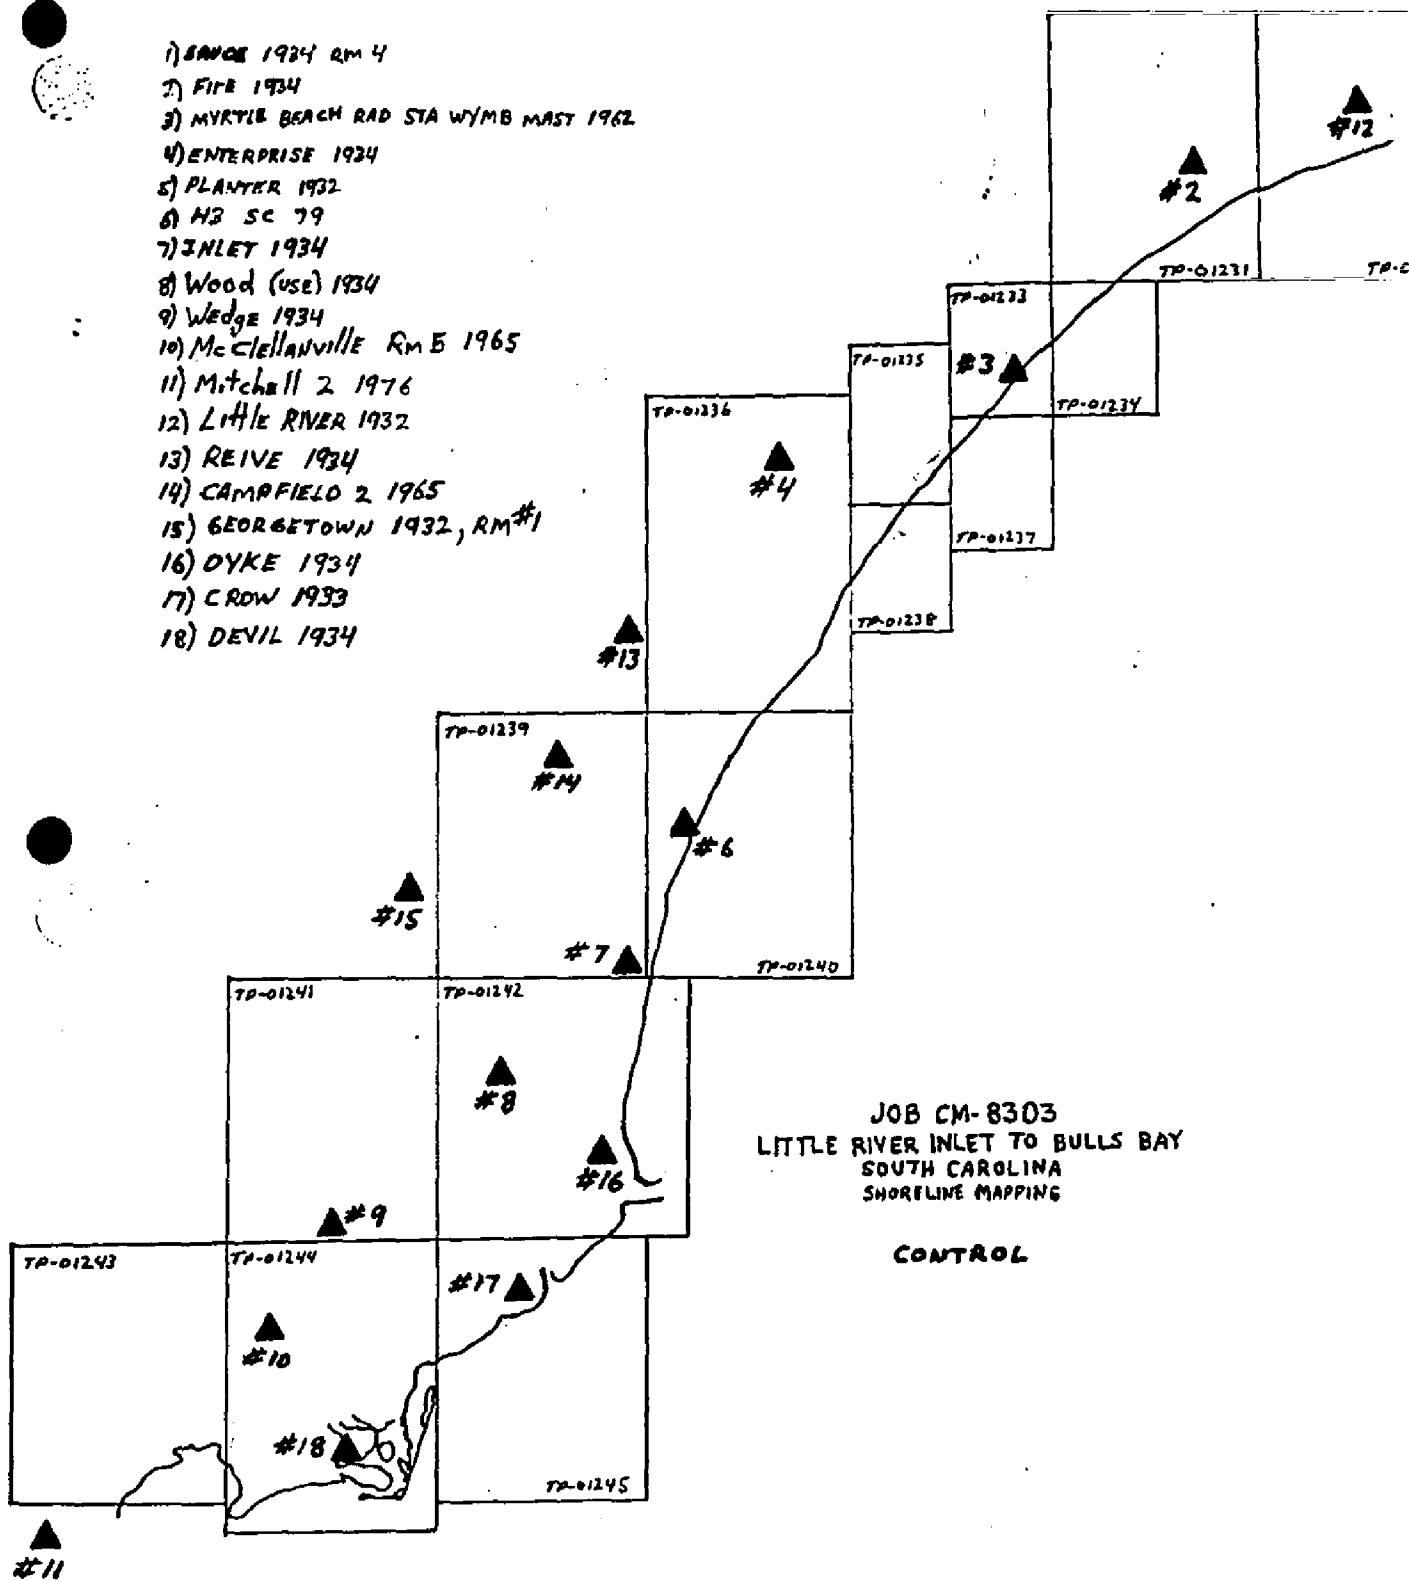 1) SAVGE 1934 RM 4
2) FIFE 1934
3) MYRTLE BEACH RAD STA WYMB MAST 1962
4) ENTERPRISE 1934
5) PLANTER 1932
6) H3 SC 79
7) INLET 1934
8) Wood (USE) 1934
9) WEdgE 1934
10) McClellANVillE Rm 5 1965
11) Mitchell 2 1976
12) LittlE RIVER 1932
13) REIVE 1934
14) CAMPFIELD 2 1965
15) GEORGETOWN 1932, RM#1
16) DYKE 1934
17) CROW 1933
18) DEVIL 1934
#12
#2
TP-01231
TP-0
TP-01233
TP-01235
#3
TP-01236
TP-01234
#4
TP-01237
TP-01238
#13
TP-01239
#14
#6
#15
#7
TP-01240
TP-01241
TP-01242
#8
#16
JOB CM-8303
LITTLE RIVER INLET TO BULLS BAY
SOUTH CAROLINA
SHORELINE MAPPING
CONTROL
#9
TP-01243
TP-01244
#17
#10
#18
TP-01245
#11